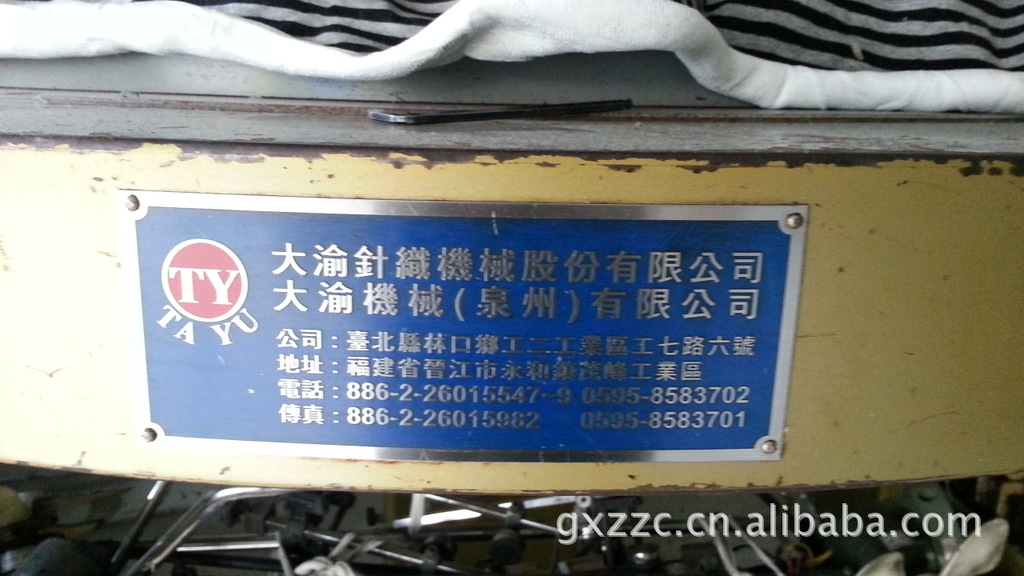 TY
TA YU
大渝針織機械股份有限公司
大渝機械(泉州)有限公司
公司：臺北縣林口鄉工二工業區工七路六號
地址：福建省晉江市永和鎮茂峰工業區
電話：886-2-26015547~9 0595-8583702
傳真：886-2-26015982 0595-8583701
gxzzc.cn.alibaba.com